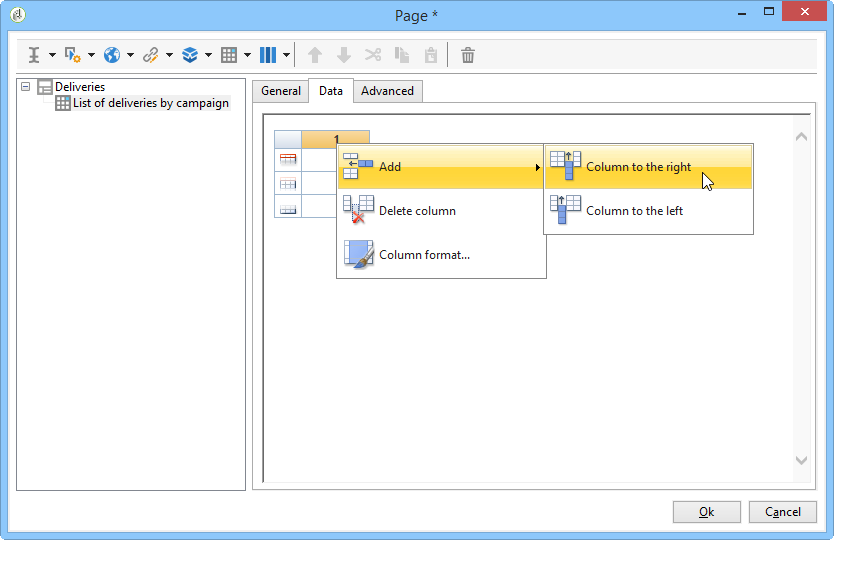 Page *
Deliveries
List of deliveries by campaign
General
Data
Advanced
1
Add
Column to the right
Delete column
Column to the left
Column format...
Ok
Cancel